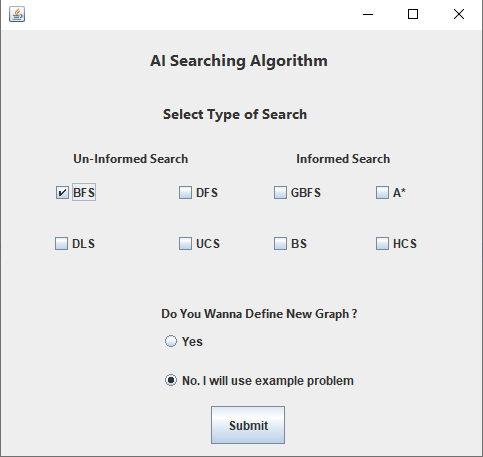 AI Searching Algorithm
Select Type of Search
Un-Informed Search Informed Search
BFS DFS GBFS A*
DLS UCS BS HCS
Do You Wanna Define New Graph ?
Yes
No. I will use example problem
Submit